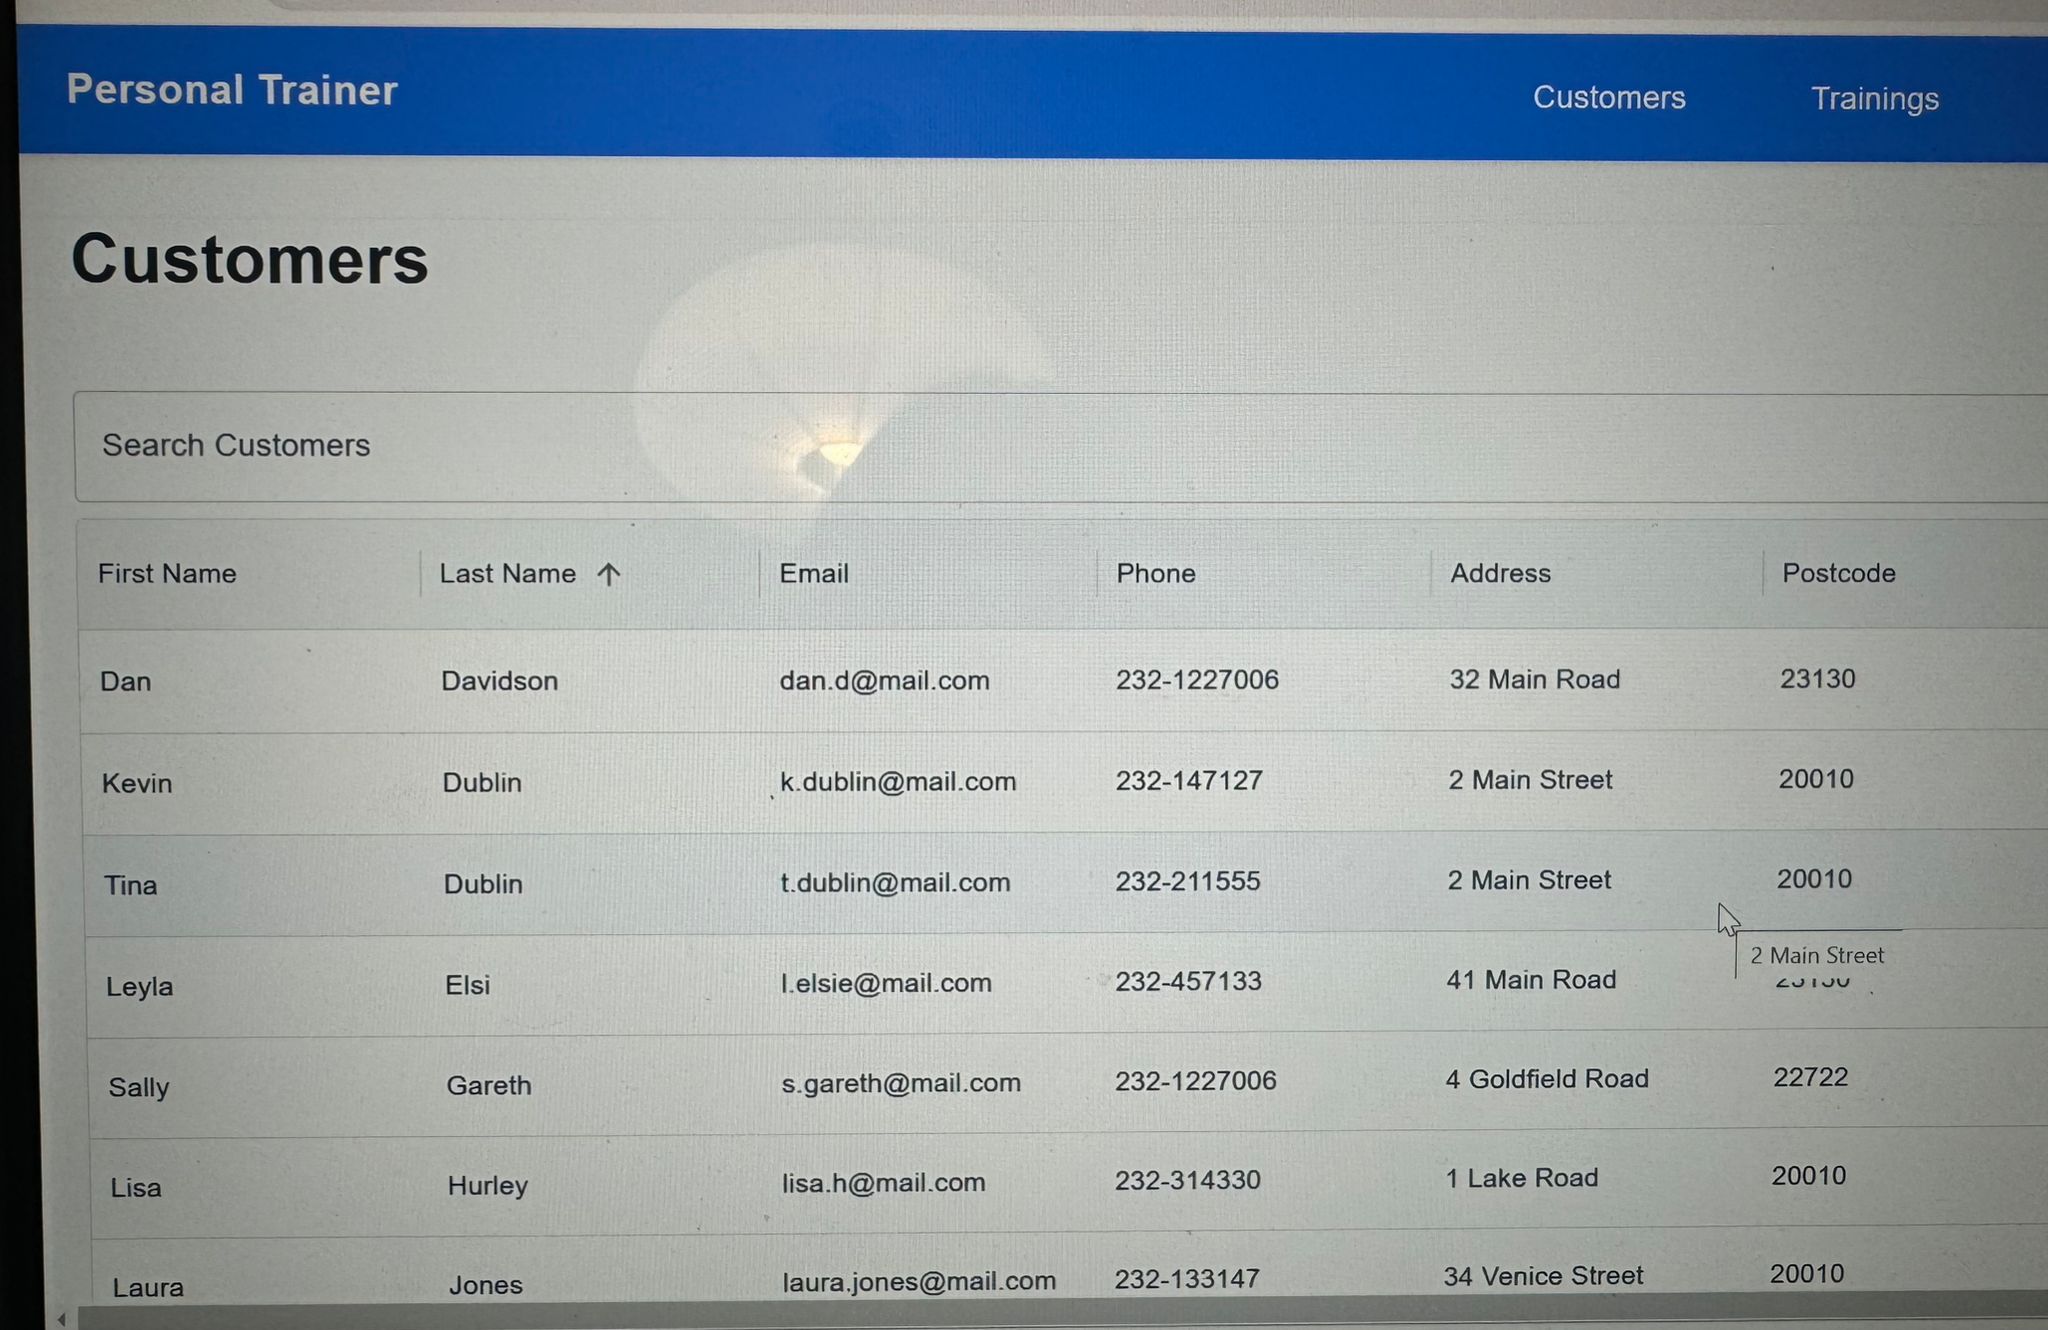 Personal Trainer Customers Trainings
Customers
Search Customers
First Name Last Name ↑ Email Phone Address Postcode
Dan Davidson dan.d@mail.com 232-1227006 32 Main Road 23130
Kevin Dublin k.dublin@mail.com 232-147127 2 Main Street 20010
Tina Dublin t.dublin@mail.com 232-211555 2 Main Street 20010
2 Main Street
Leyla Elsi l.elsie@mail.com 232-457133 41 Main Road
Sally Gareth s.gareth@mail.com 232-1227006 4 Goldfield Road 22722
Lisa Hurley lisa.h@mail.com 232-314330 1 Lake Road 20010
Laura Jones laura.jones@mail.com 232-133147 34 Venice Street 20010